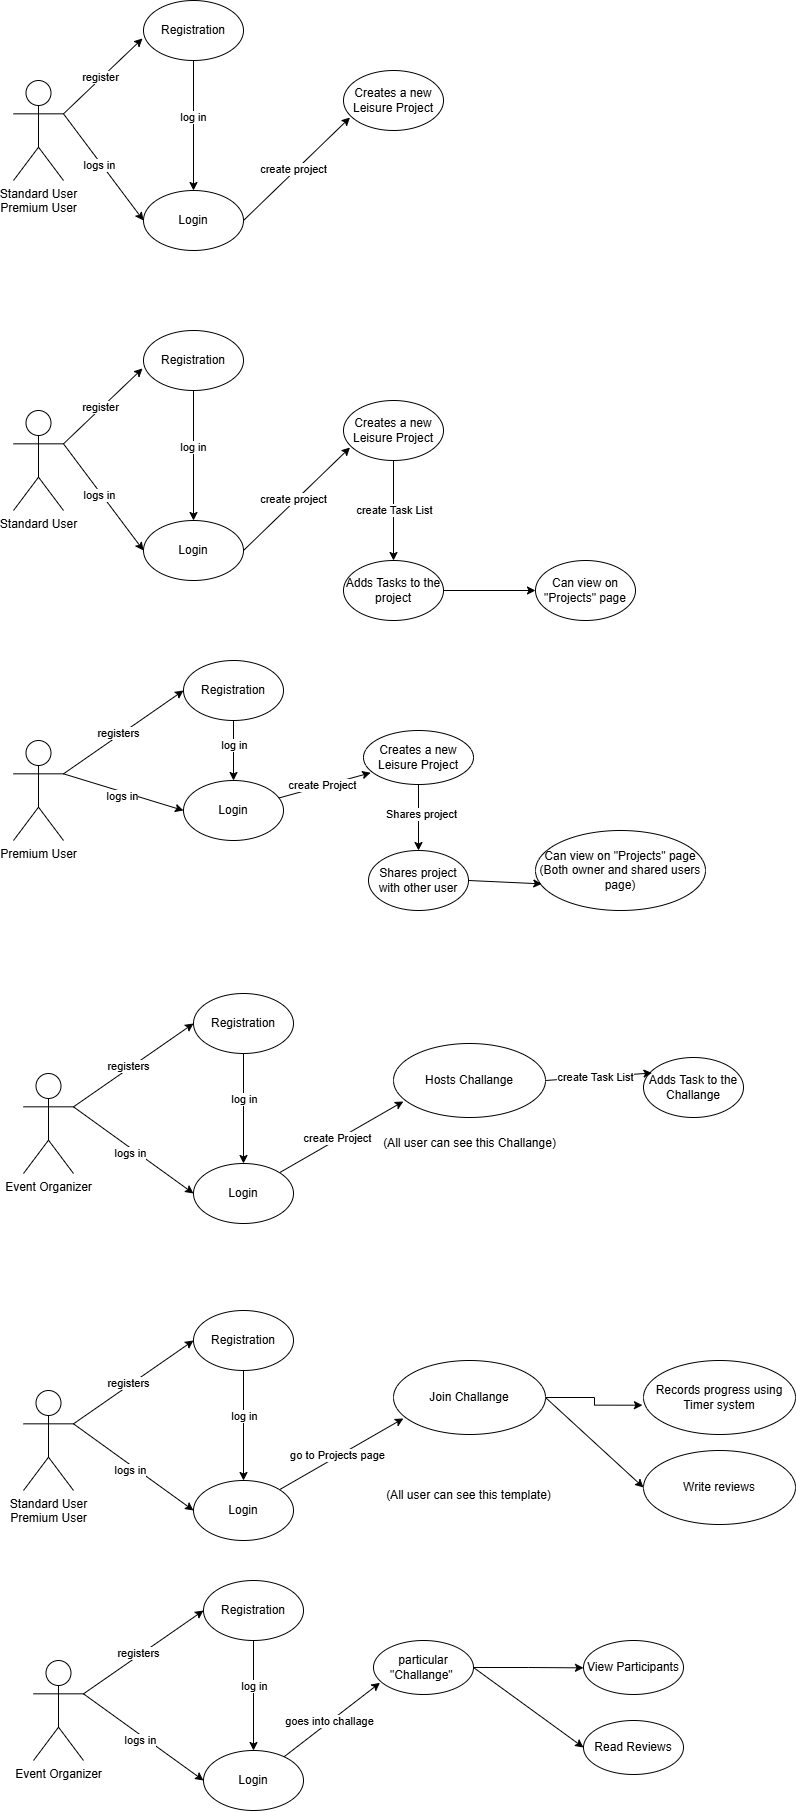 Registration
register
Creates a new
Leisure Project
log in
logs in
create project
Standard User
Premium User
Login
Registration
register
Creates a new
Leisure Project
log in
logs in
create project
create Task List
Standard User
Login
Adds Tasks to the
project
Can view on
"Projects" page
Registration
registers
log in
Creates a new
Leisure Project
create Project
logs in
Login
Shares project
Premium User
Shares project
with other user
Can view on "Projects" page
(Both owner and shared users
page)
Registration
registers
Hosts Challange
create Task List
Adds Task to the
Challange
log in
create Project
(All user can see this Challange)
logs in
Event Organizer
Login
Registration
registers
Join Challange
Records progress using
Timer system
log in
go to Projects page
logs in
Write reviews
(All user can see this template)
Standard User
Premium User
Login
Registration
registers
particular
"Challange"
View Participants
log in
goes into challage
logs in
Read Reviews
Event Organizer
Login